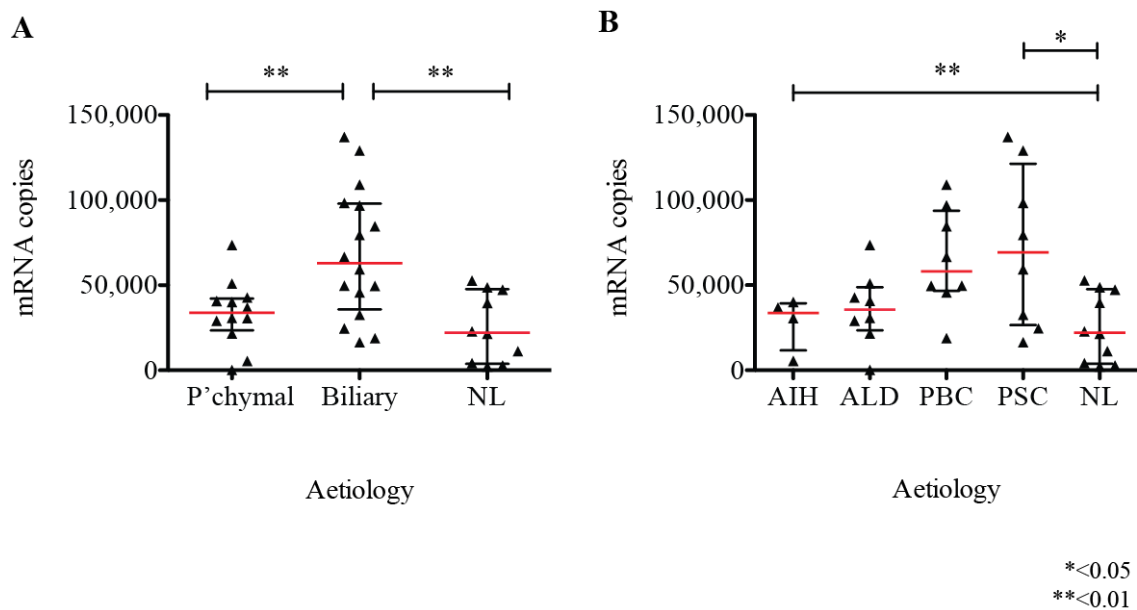 A
**
**
150,000
100,000
50,000
0
mRNA copies
P'chymal
Biliary
NL
Aetiology
B
*
**
150,000
100,000
50,000
0
mRNA copies
AIH
ALD
PBC
PSC
NL
Aetiology
*<0.05
**<0.01